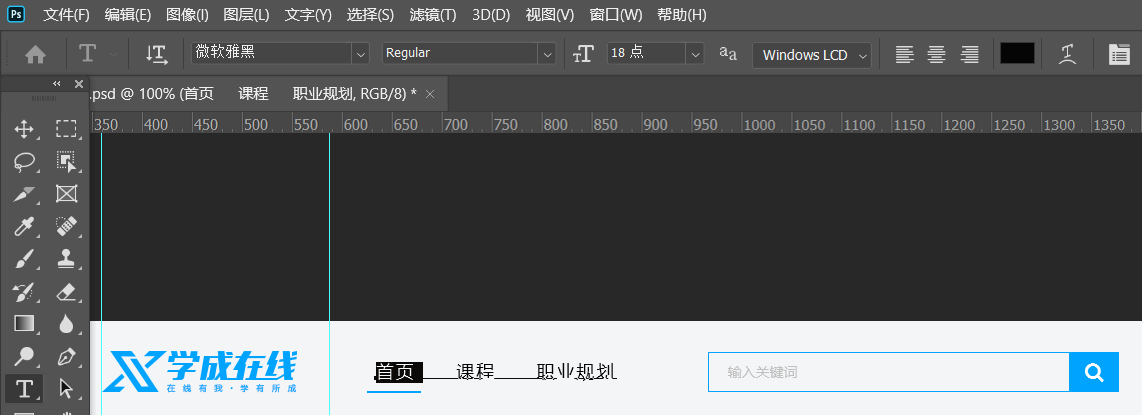 Ps 文件(F) 编辑(E) 图像(I) 图层(L) 文字(Y) 选择(S) 滤镜(T) 3D(D) 视图(V) 窗口(W) 帮助(H)
T 微软雅黑 Regular 18 点 aa Windows LCD
.psd @ 100% (首页 课程 职业规划, RGB/8) *
350 400 450 500 550 600 650 700 750 800 850 900 950 1000 1050 1100 1150 1200 1250 1300 1350
学成在线
在线有我·学有所成
首页 课程 职业规划 输入关键词